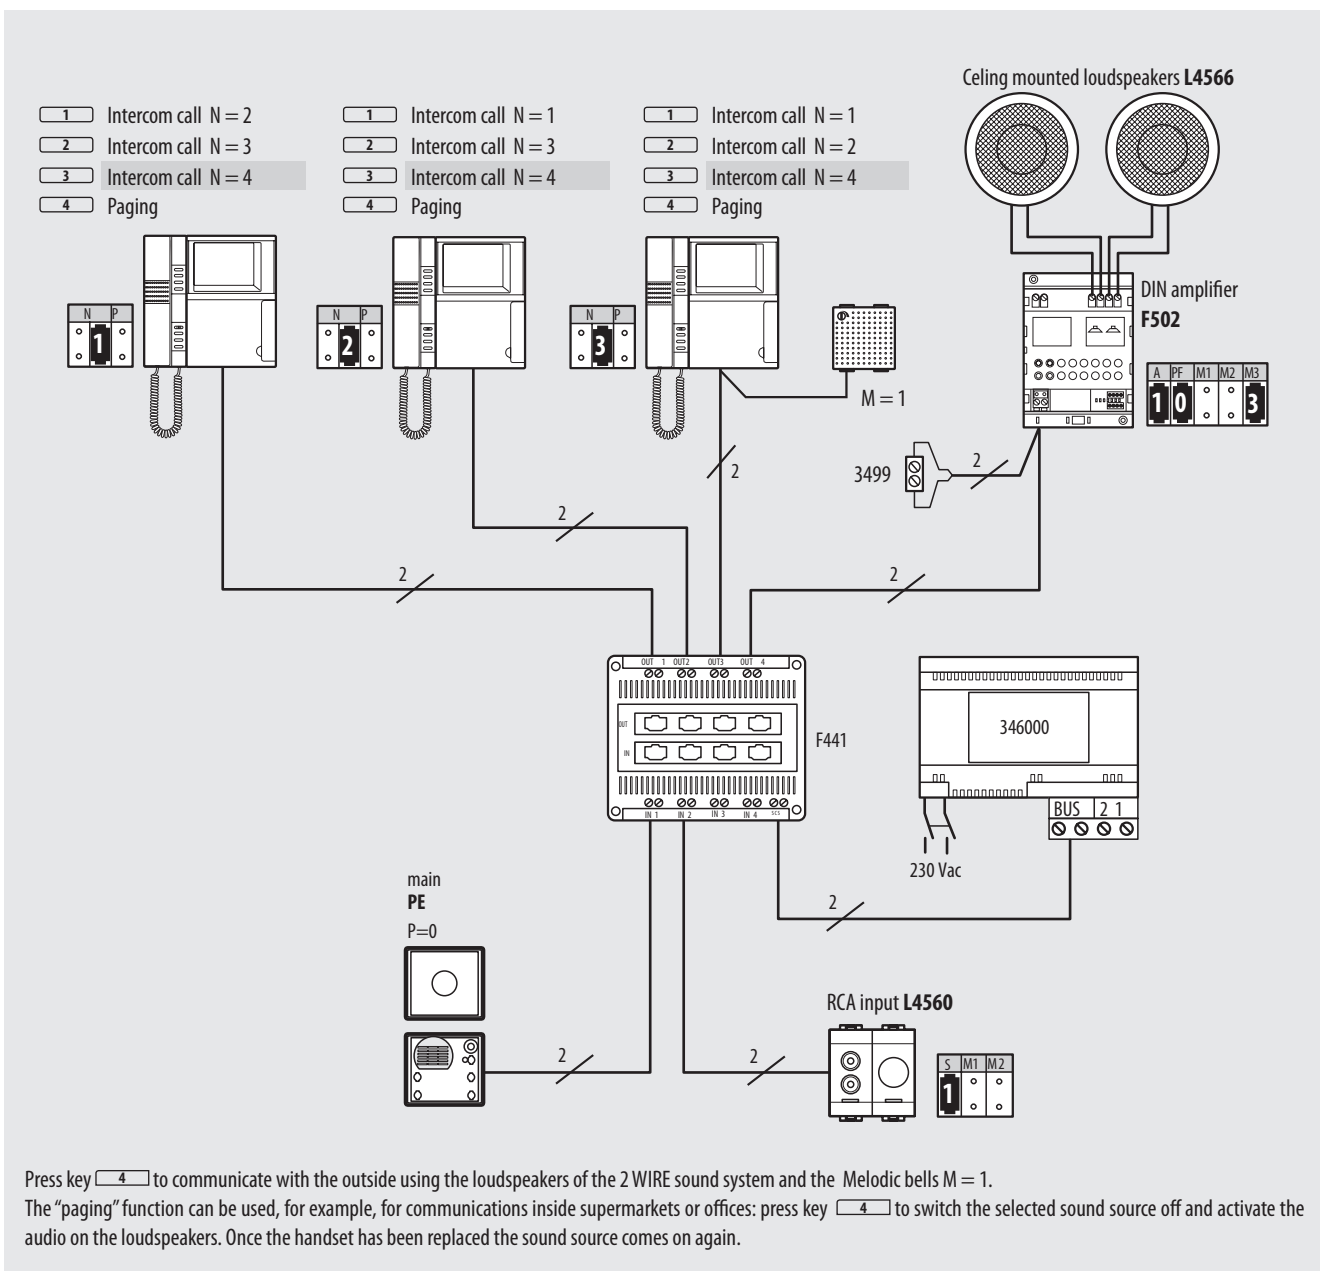 Celing mounted loudspeakers L4566
1 Intercom call N = 2
2 Intercom call N = 3
3 Intercom call N = 4
4 Paging
1 Intercom call N = 1
2 Intercom call N = 3
3 Intercom call N = 4
4 Paging
1 Intercom call N = 1
2 Intercom call N = 2
3 Intercom call N = 4
4 Paging
N P
1
N P
2
N P
3
M = 1
DIN amplifier
F502
A PF M1 M2 M3
1 0 3
3499
2
2
2
2
2
OUT 1 OUT2 OUT3 OUT 4
OUT
IN
IN 1 IN 2 IN 3 IN 4 SCS
F441
346000
BUS 2 1
230 Vac
2
main
PE
P=0
2
2
RCA input L4560
S M1 M2
1
Press key 4 to communicate with the outside using the loudspeakers of the 2 WIRE sound system and the Melodic bells M = 1.
The “paging” function can be used, for example, for communications inside supermarkets or offices: press key 4 to switch the selected sound source off and activate the
audio on the loudspeakers. Once the handset has been replaced the sound source comes on again.